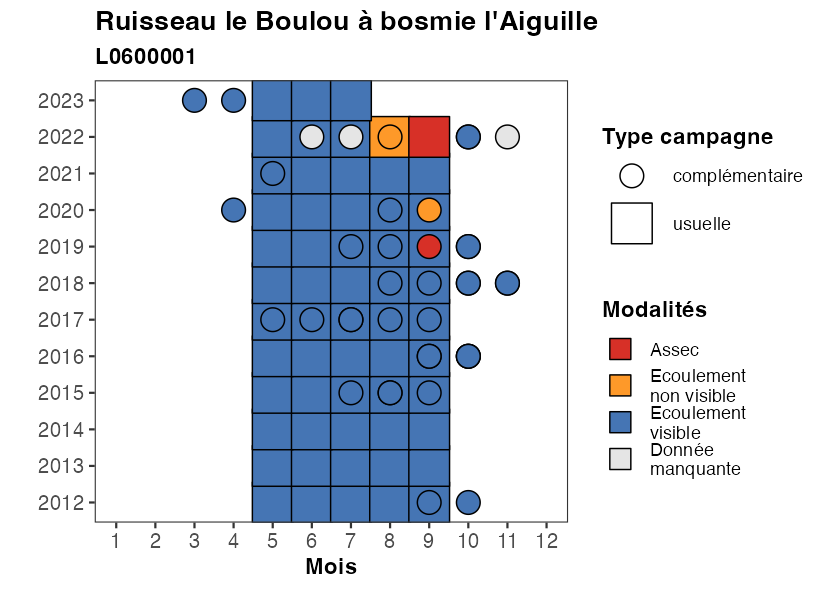 Ruisseau le Boulou à bosmie l'Aiguille
L0600001
2023
2022
2021
2020
2019
2018
2017
2016
2015
2014
2013
2012
1 2 3 4 5 6 7 8 9 10 11 12
Mois
Type campagne
complémentaire
usuelle
Modalités
Assec
Ecoulement
non visible
Ecoulement
visible
Donnée
manquante